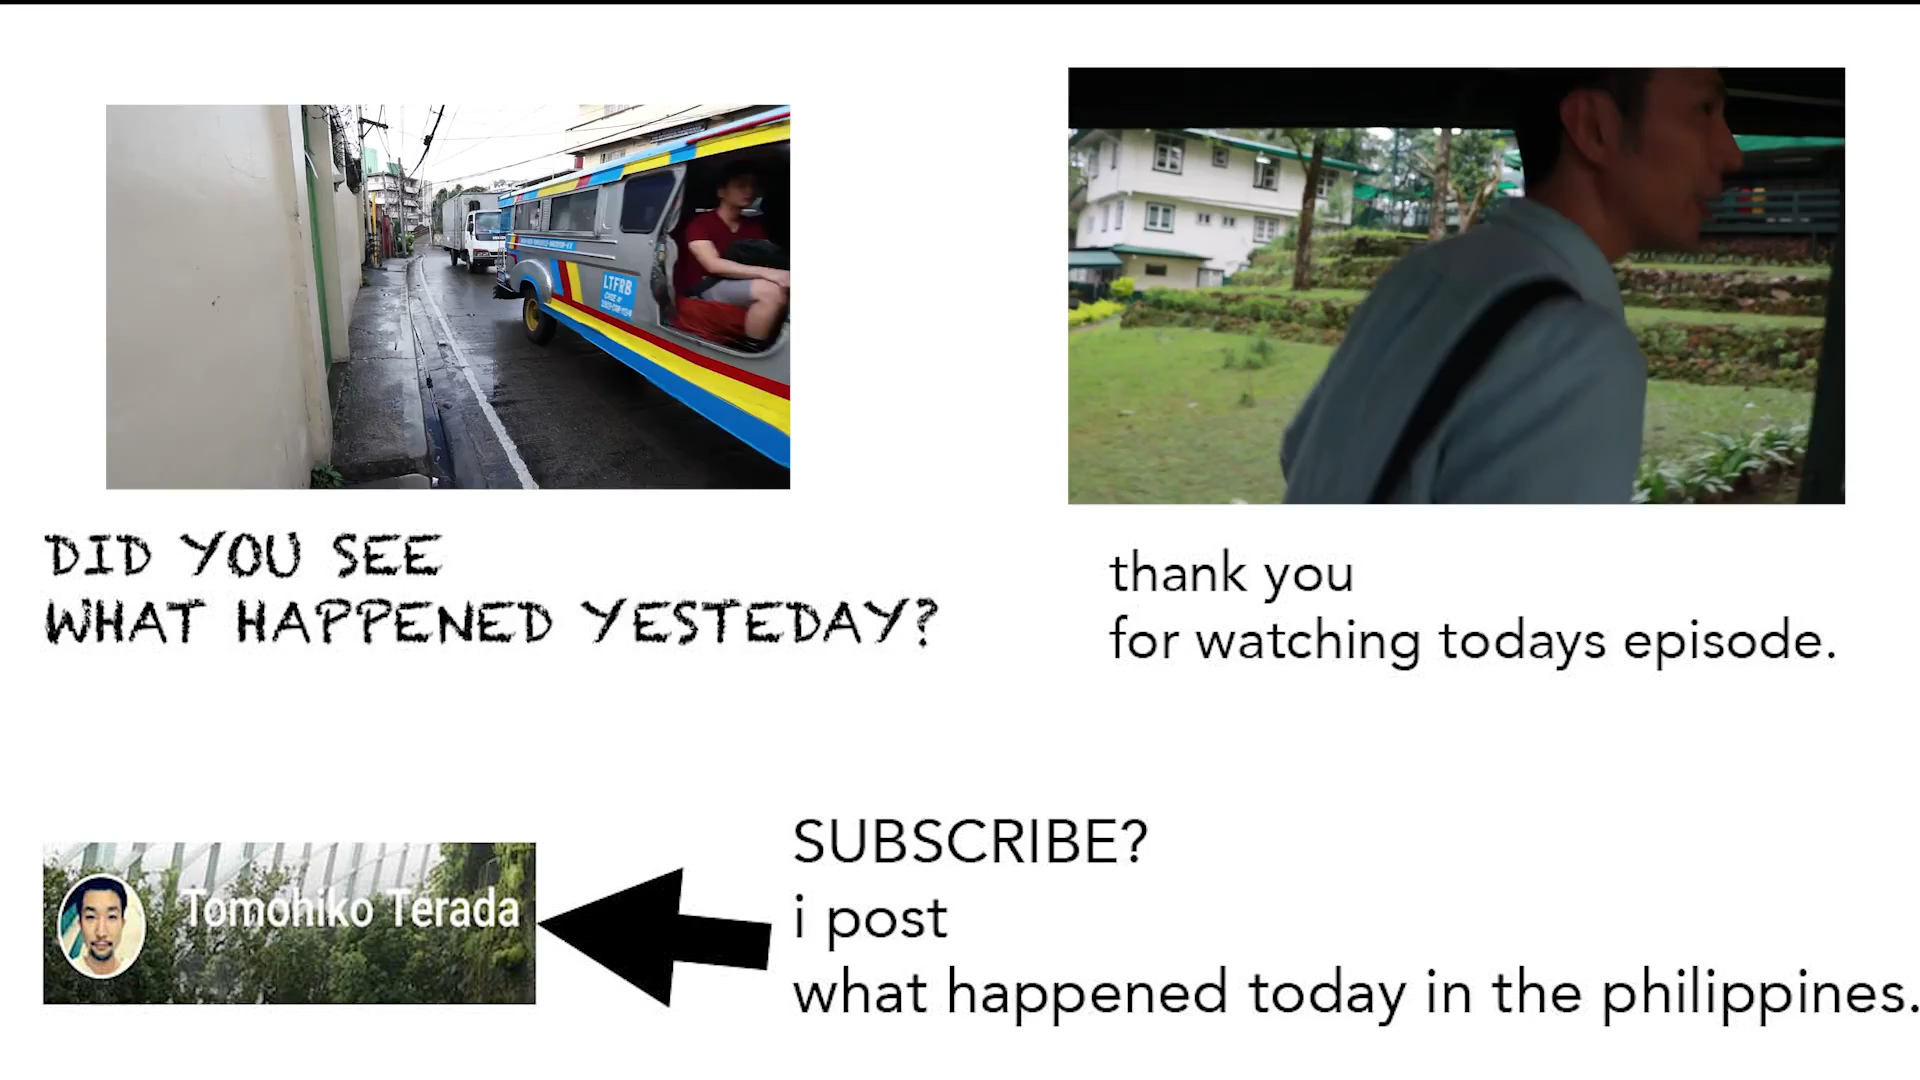 LTFRB
DID YOU SEE
WHAT HAPPENED YESTEDAY?
thank you
for watching todays episode.
Tomohiko Terada
SUBSCRIBE?
i post
what happened today in the philippines.